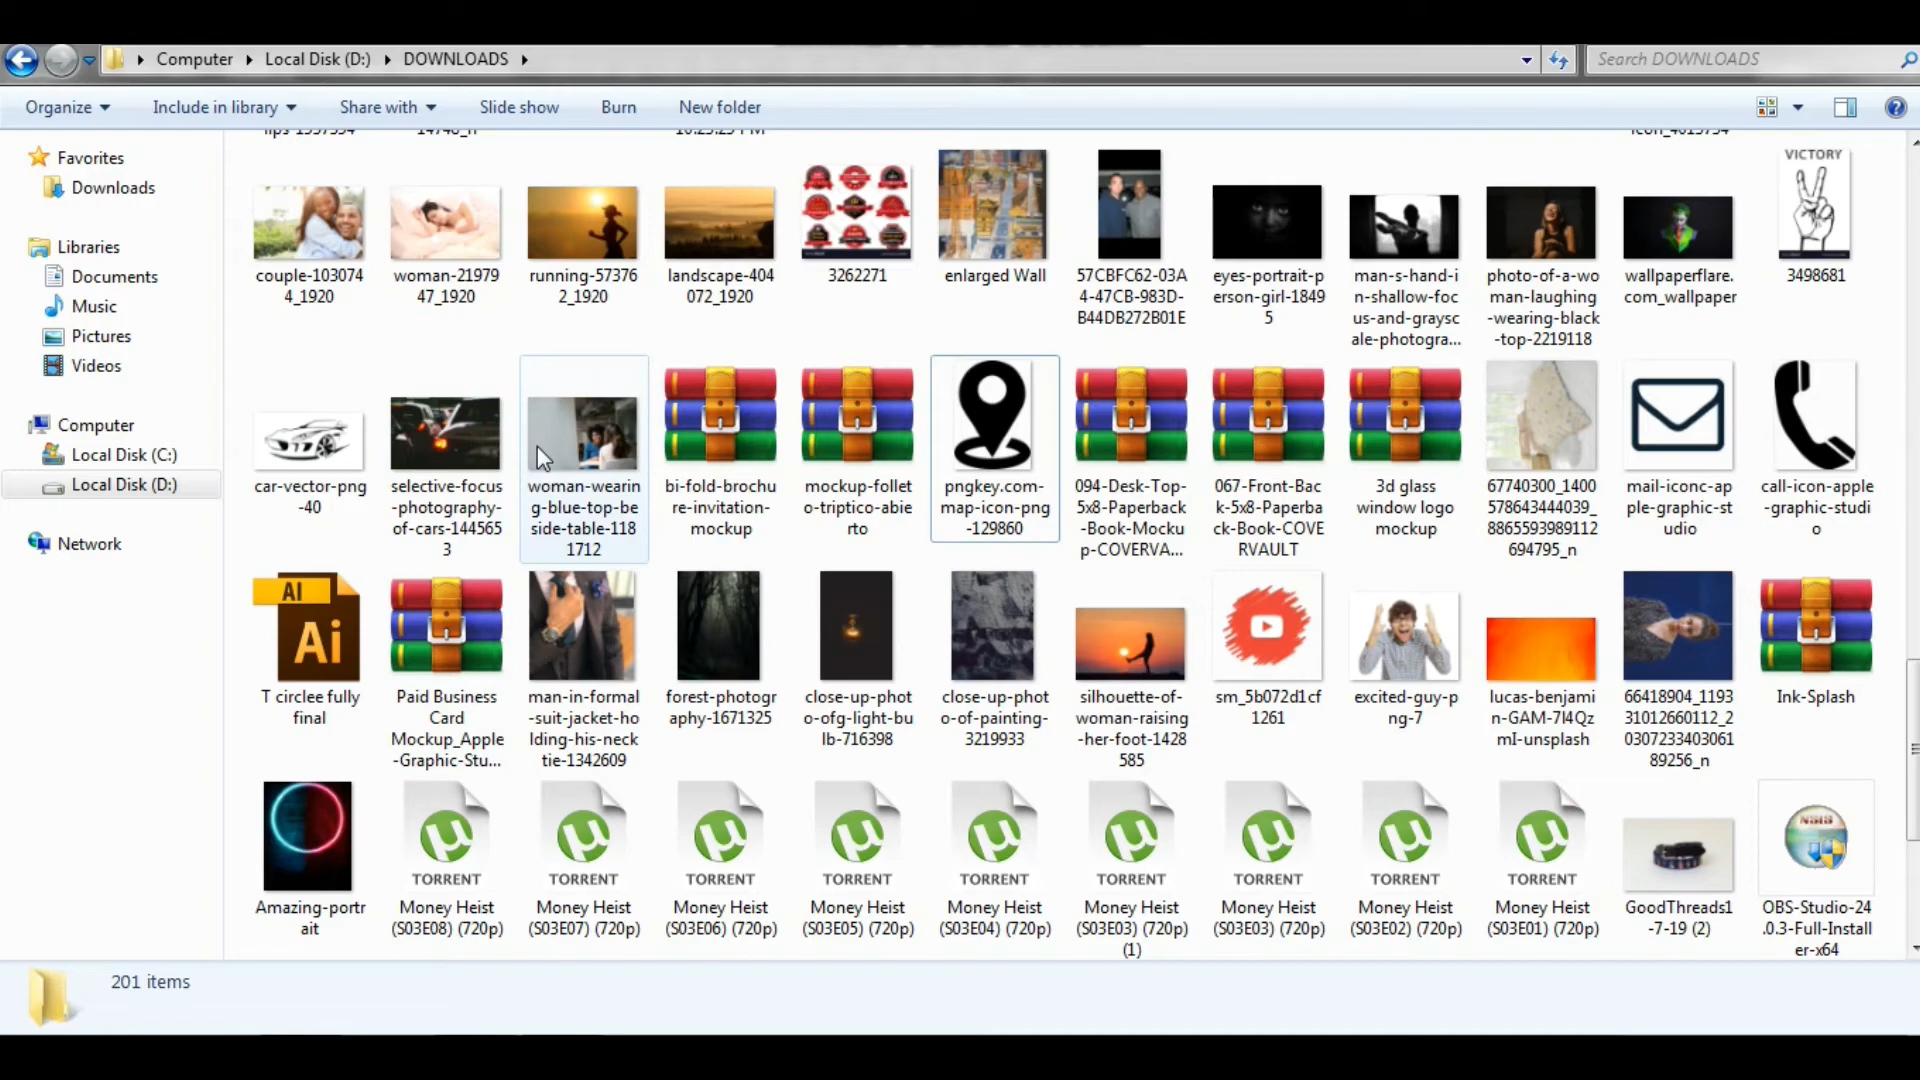 Computer Local Disk (D:) DOWNLOADS
Search DOWNLOADS
Organize Include in library Share with Slide show Burn New folder
Favorites
Downloads
Libraries
Documents
Music
Pictures
Videos
Computer
Local Disk (C:)
Local Disk (D:)
Network
VICTORY
couple-103074
4_1920
woman-21979
47_1920
running-57376
2_1920
landscape-404
072_1920
3262271
enlarged Wall
57CBFC62-03A
4-47CB-983D-
B44DB272B01E
eyes-portrait-p
erson-girl-1849
5
man-s-hand-i
n-shallow-foc
us-and-graysc
ale-photogra...
photo-of-a-wo
man-laughing
-wearing-black
-top-2219118
wallpaperflare.
com_wallpaper
3498681
car-vector-png
-40
selective-focus
-photography-
of-cars-144565
3
woman-wearin
g-blue-top-be
side-table-118
1712
bi-fold-brochu
re-invitation-
mockup
mockup-follet
o-triptico-abie
rto
pngkey.com-
map-icon-png
-129860
094-Desk-Top-
5x8-Paperback
-Book-Mocku
p-COVERVA...
067-Front-Bac
k-5x8-Paperba
ck-Book-COVE
RVAULT
3d glass
window logo
mockup
67740300_1400
578643444039_
8865593989112
694795_n
mail-iconc-ap
ple-graphic-st
udio
call-icon-apple
-graphic-studi
o
AI
Ai
T circlee fully
final
Paid Business
Card
Mockup_Apple
-Graphic-Stu...
man-in-formal
-suit-jacket-ho
lding-his-neck
tie-1342609
forest-photogr
aphy-1671325
close-up-phot
o-ofg-light-bu
lb-716398
close-up-phot
o-of-painting-
3219933
silhouette-of-
woman-raising
-her-foot-1428
585
sm_5b072d1cf
1261
excited-guy-p
ng-7
lucas-benjami
n-GAM-7I4Qz
mI-unsplash
66418904_1193
31012660112_2
0307233403061
89256_n
Ink-Splash
TORRENT
TORRENT
TORRENT
TORRENT
TORRENT
TORRENT
TORRENT
TORRENT
TORRENT
NSIS
Amazing-portr
ait
Money Heist
(S03E08) (720p)
Money Heist
(S03E07) (720p)
Money Heist
(S03E06) (720p)
Money Heist
(S03E05) (720p)
Money Heist
(S03E04) (720p)
Money Heist
(S03E03) (720p)
(1)
Money Heist
(S03E03) (720p)
Money Heist
(S03E02) (720p)
Money Heist
(S03E01) (720p)
GoodThreads1
-7-19 (2)
OBS-Studio-24
.0.3-Full-Install
er-x64
201 items